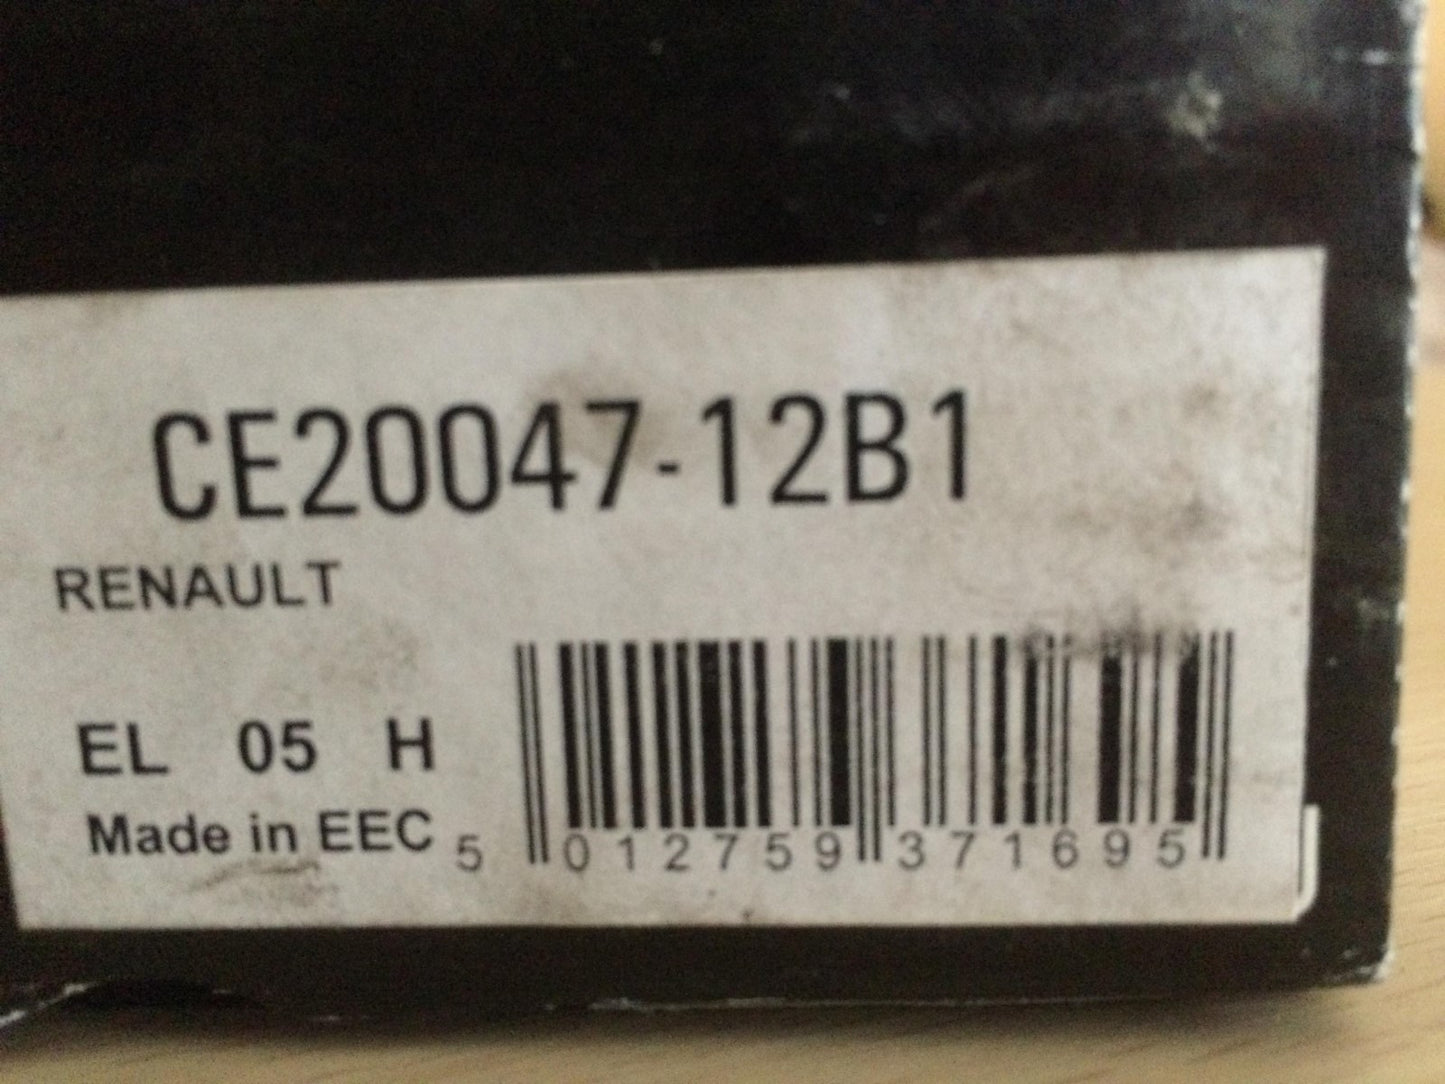 CE20047-12B1
RENAULT
EL 05 H
Made in EEC
5 012759 371695